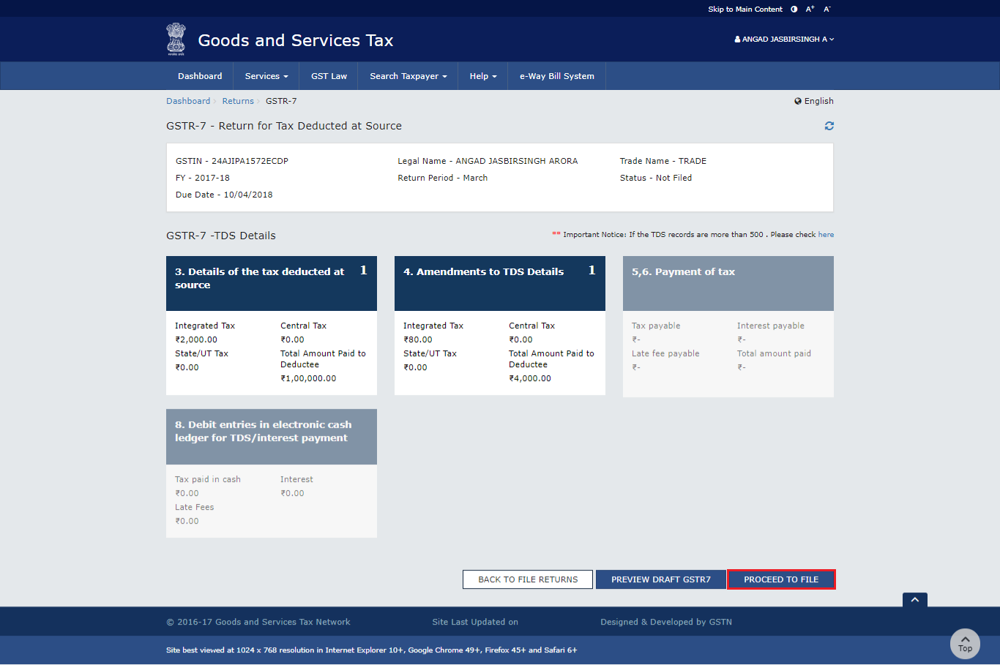 Skip to Main Content A+ A-
Goods and Services Tax
ANGAD JASBIRSINGH A
Dashboard Services GST Law Search Taxpayer Help e-Way Bill System
Dashboard Returns GSTR-7
English
GSTR-7 - Return for Tax Deducted at Source
GSTIN - 24AJIPA1572ECDP Legal Name - ANGAD JASBIRSINGH ARORA Trade Name - TRADE
FY - 2017-18 Return Period - March Status - Not Filed
Due Date - 10/04/2018
GSTR-7 -TDS Details
** Important Notice: If the TDS records are more than 500 . Please check here
3. Details of the tax deducted at 1
source
Integrated Tax Central Tax
₹2,000.00 ₹0.00
State/UT Tax Total Amount Paid to
Deductee
₹0.00
₹1,00,000.00
4. Amendments to TDS Details 1
Integrated Tax Central Tax
₹80.00 ₹0.00
State/UT Tax Total Amount Paid to
Deductee
₹0.00
₹4,000.00
5,6. Payment of tax
Tax payable Interest payable
₹- ₹-
Late fee payable Total amount paid
₹- ₹-
8. Debit entries in electronic cash
ledger for TDS/interest payment
Tax paid in cash Interest
₹0.00 ₹0.00
Late Fees
₹0.00
BACK TO FILE RETURNS PREVIEW DRAFT GSTR7 PROCEED TO FILE
© 2016-17 Goods and Services Tax Network Site Last Updated on Designed & Developed by GSTN
Site best viewed at 1024 x 768 resolution in Internet Explorer 10+, Google Chrome 49+, Firefox 45+ and Safari 6+
Top